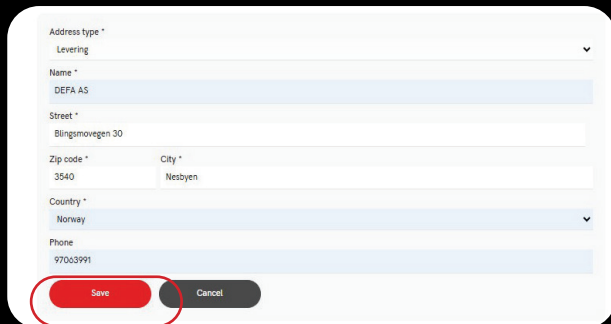 Address type *
Levering
Name *
DEFA AS
Street *
Blingsmovegen 30
Zip code * City *
3540 Nesbyen
Country *
Norway
Phone
97063991
Save Cancel